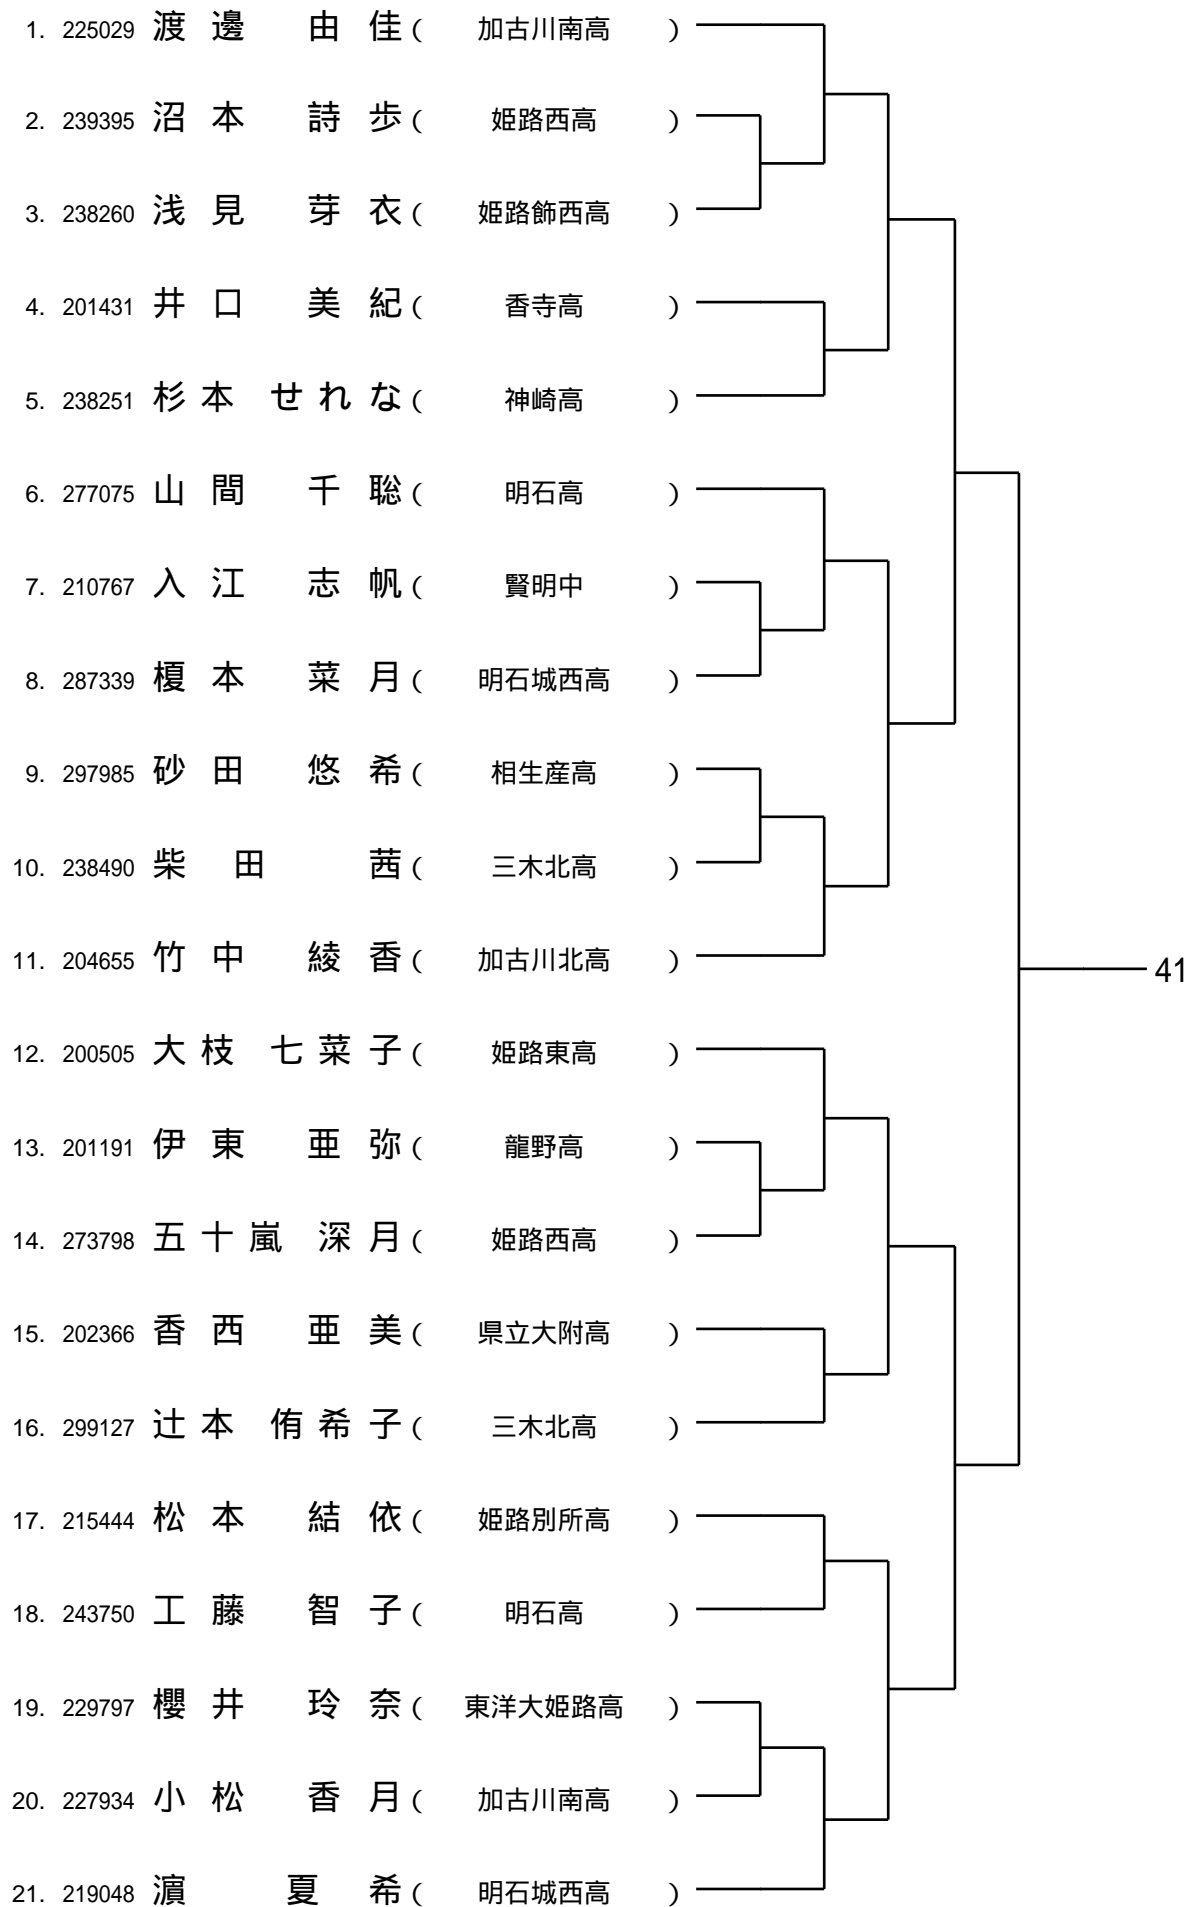 1. 225029 渡邊 由佳( 加古川南高 )
2. 239395 沼本 詩歩( 姫路西高 )
3. 238260 浅見 芽衣( 姫路飾西高 )
4. 201431 井口 美紀( 香寺高 )
5. 238251 杉本 せれな( 神崎高 )
6. 277075 山間 千聡( 明石高 )
7. 210767 入江 志帆( 賢明中 )
8. 287339 榎本 菜月( 明石城西高 )
9. 297985 砂田 悠希( 相生産高 )
10. 238490 柴田 茜( 三木北高 )
11. 204655 竹中 綾香( 加古川北高 )
41
12. 200505 大枝 七菜子( 姫路東高 )
13. 201191 伊東 亜弥( 龍野高 )
14. 273798 五十嵐 深月( 姫路西高 )
15. 202366 香西 亜美( 県立大附高 )
16. 299127 辻本 侑希子( 三木北高 )
17. 215444 松本 結依( 姫路別所高 )
18. 243750 工藤 智子( 明石高 )
19. 229797 櫻井 玲奈( 東洋大姫路高 )
20. 227934 小松 香月( 加古川南高 )
21. 219048 濵 夏希( 明石城西高 )